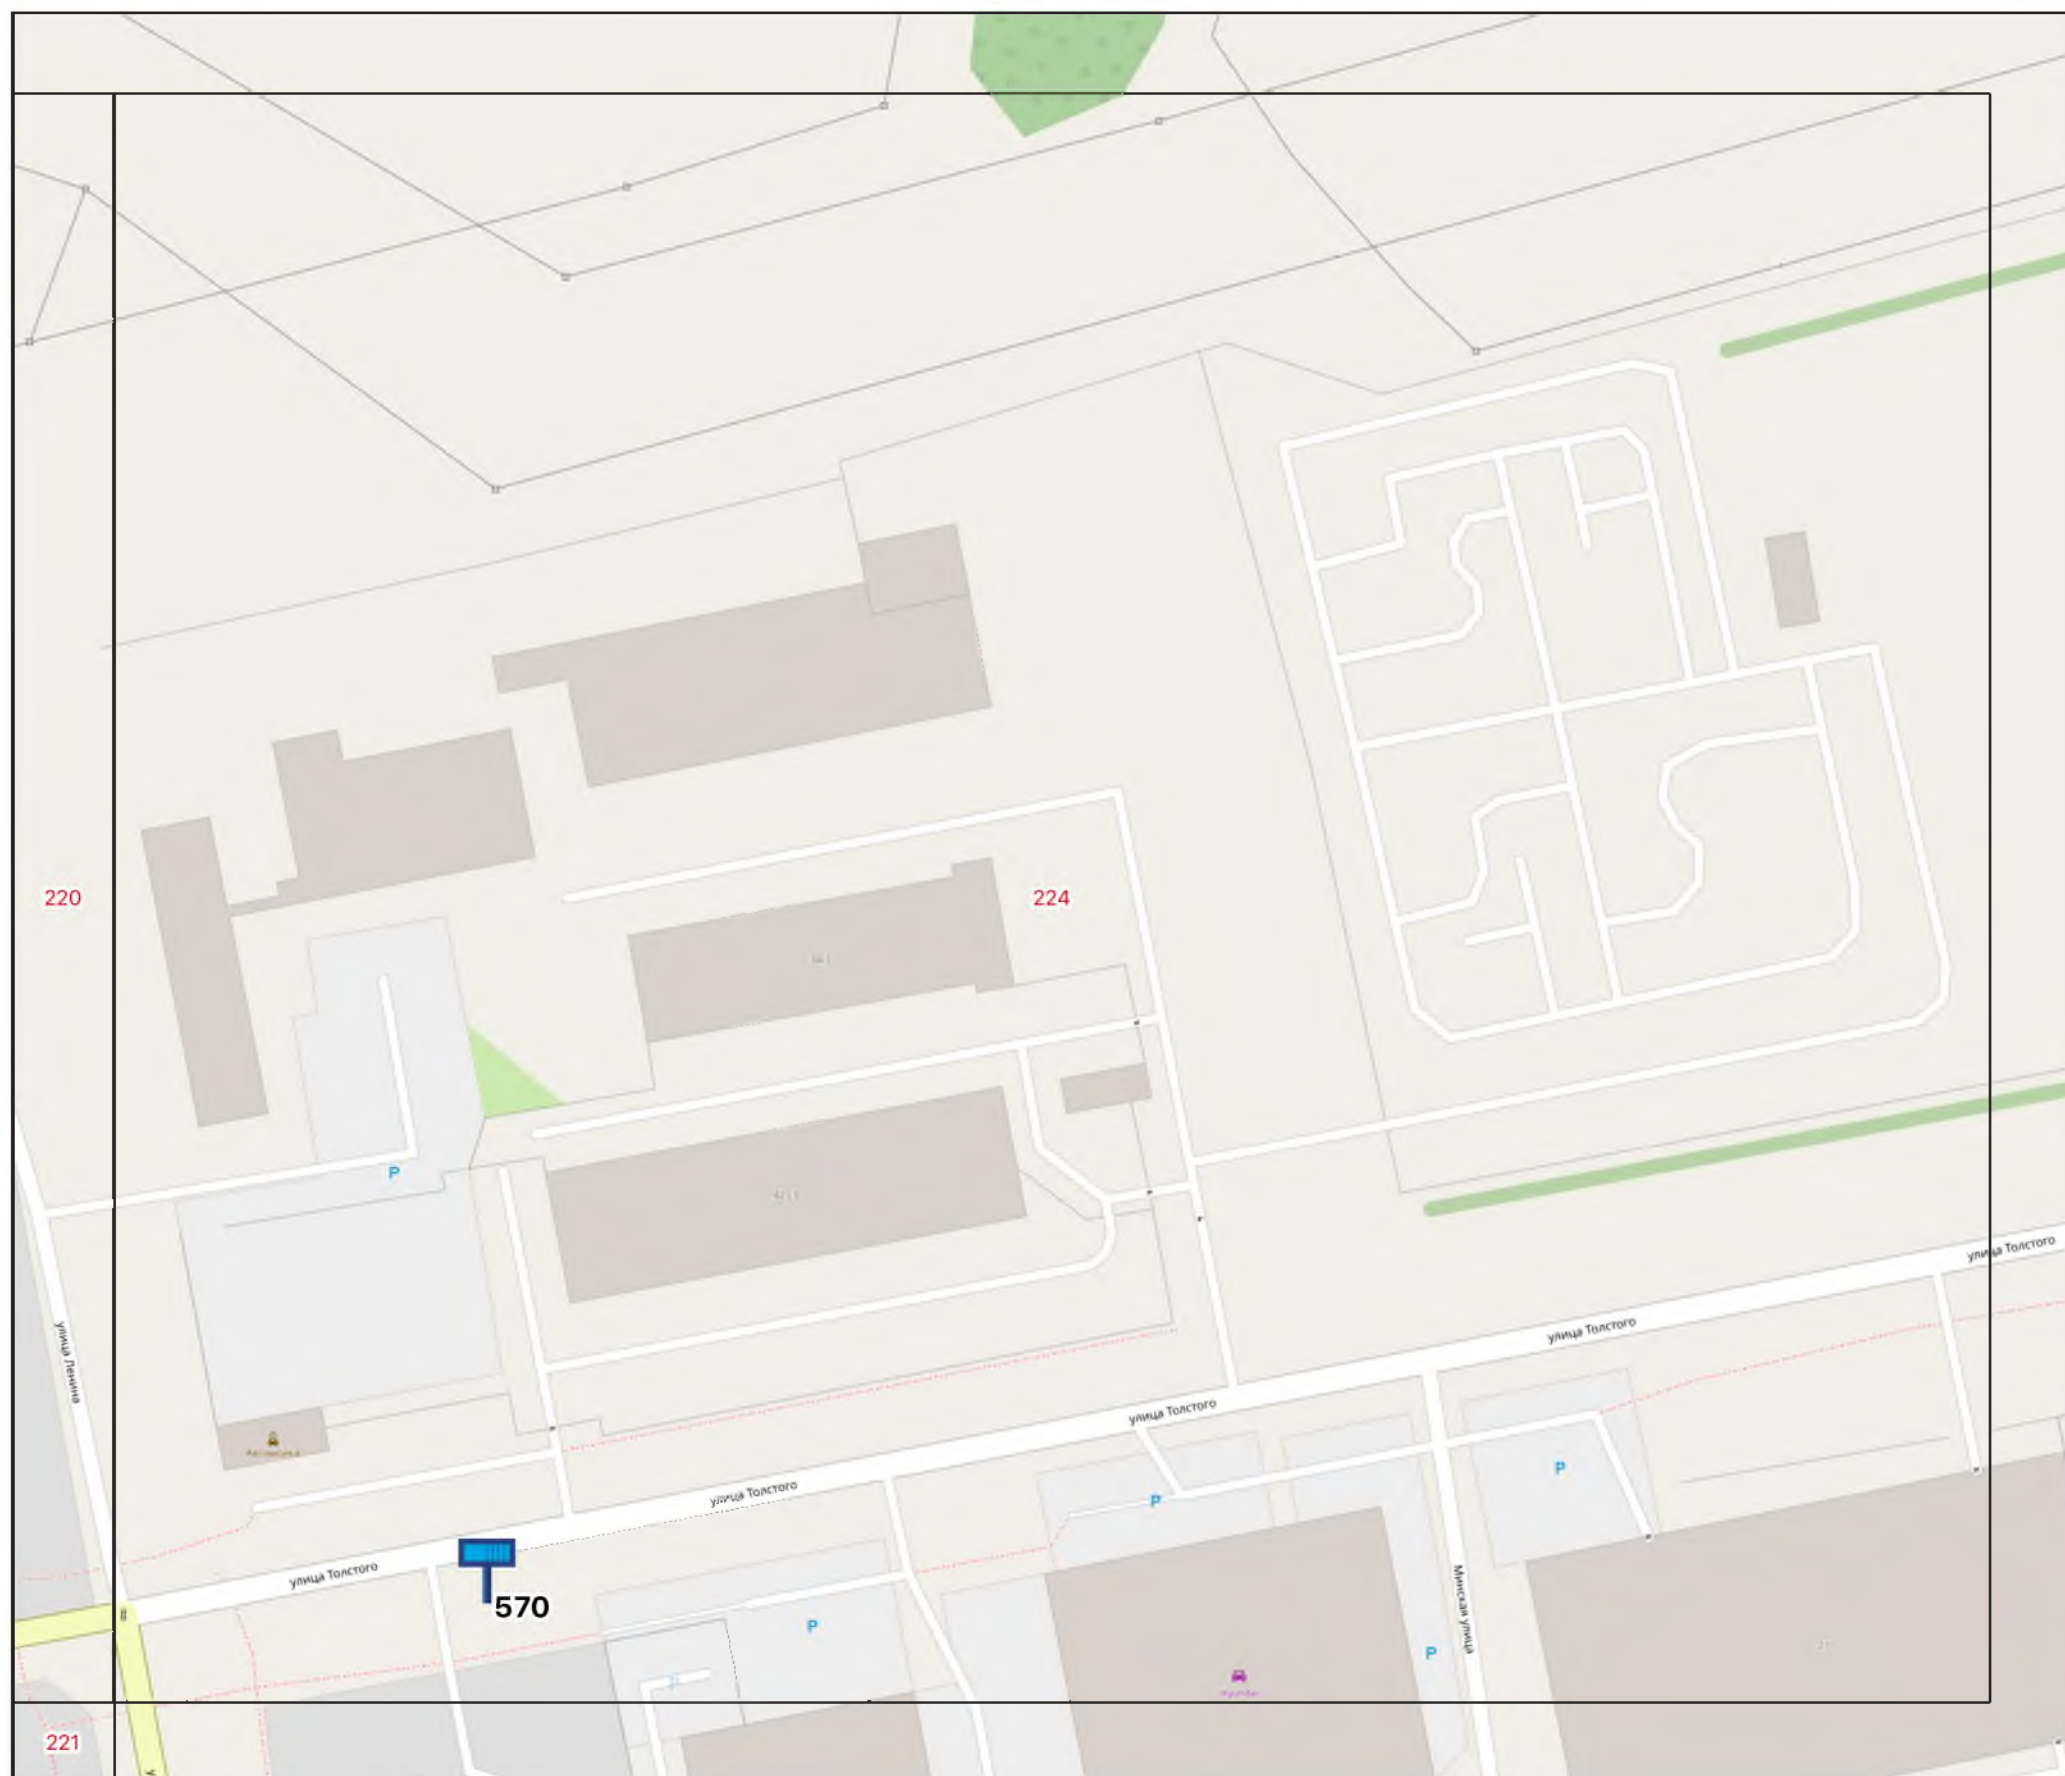 220
224
P
улица Ленина
улица Толстого
улица Толстого
улица Толстого
улица Толстого
улица Толстого
570
P
P
P
P
Минская улица
221